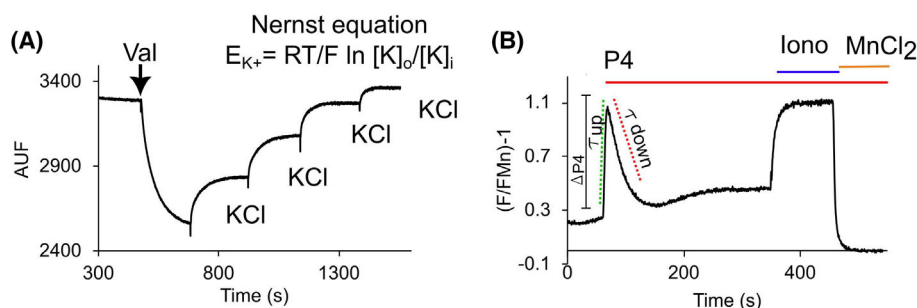 (A)
Nernst equation
E_K+ = RT/F ln [K]o/[K]i
Val
3400
2900
2400
AUF
KCl
KCl
KCl
KCl
300
800
1300
Time (s)
(B)
Iono
MnCl2
P4
1.1
0.7
0.3
-0.1
(F/FMn)-1
ΔP4
τ up
τ down
0
200
400
Time (s)